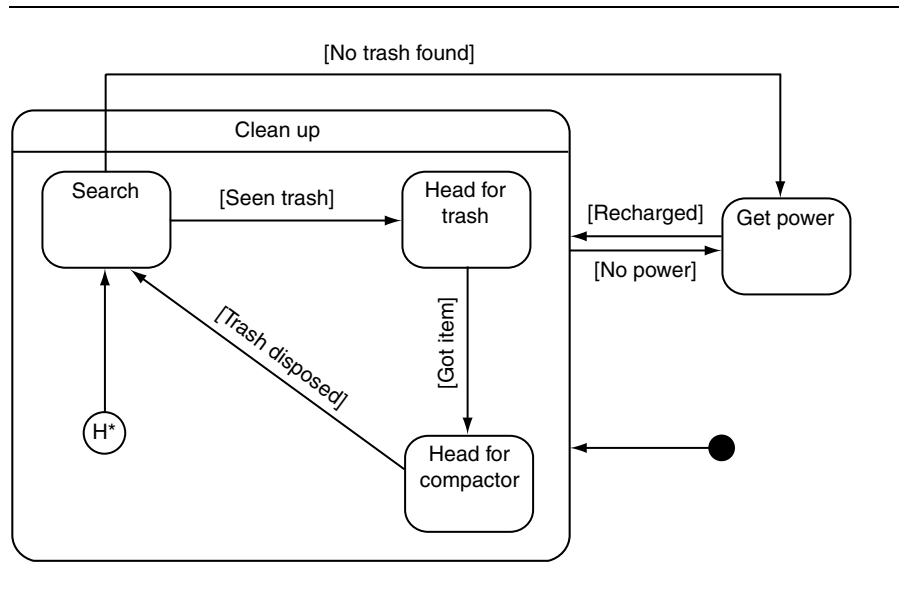 [No trash found]
Clean up
Search
[Seen trash]
Head for
trash
[Recharged]
Get power
[No power]
[Trash disposed]
[Got item]
H*
Head for
compactor